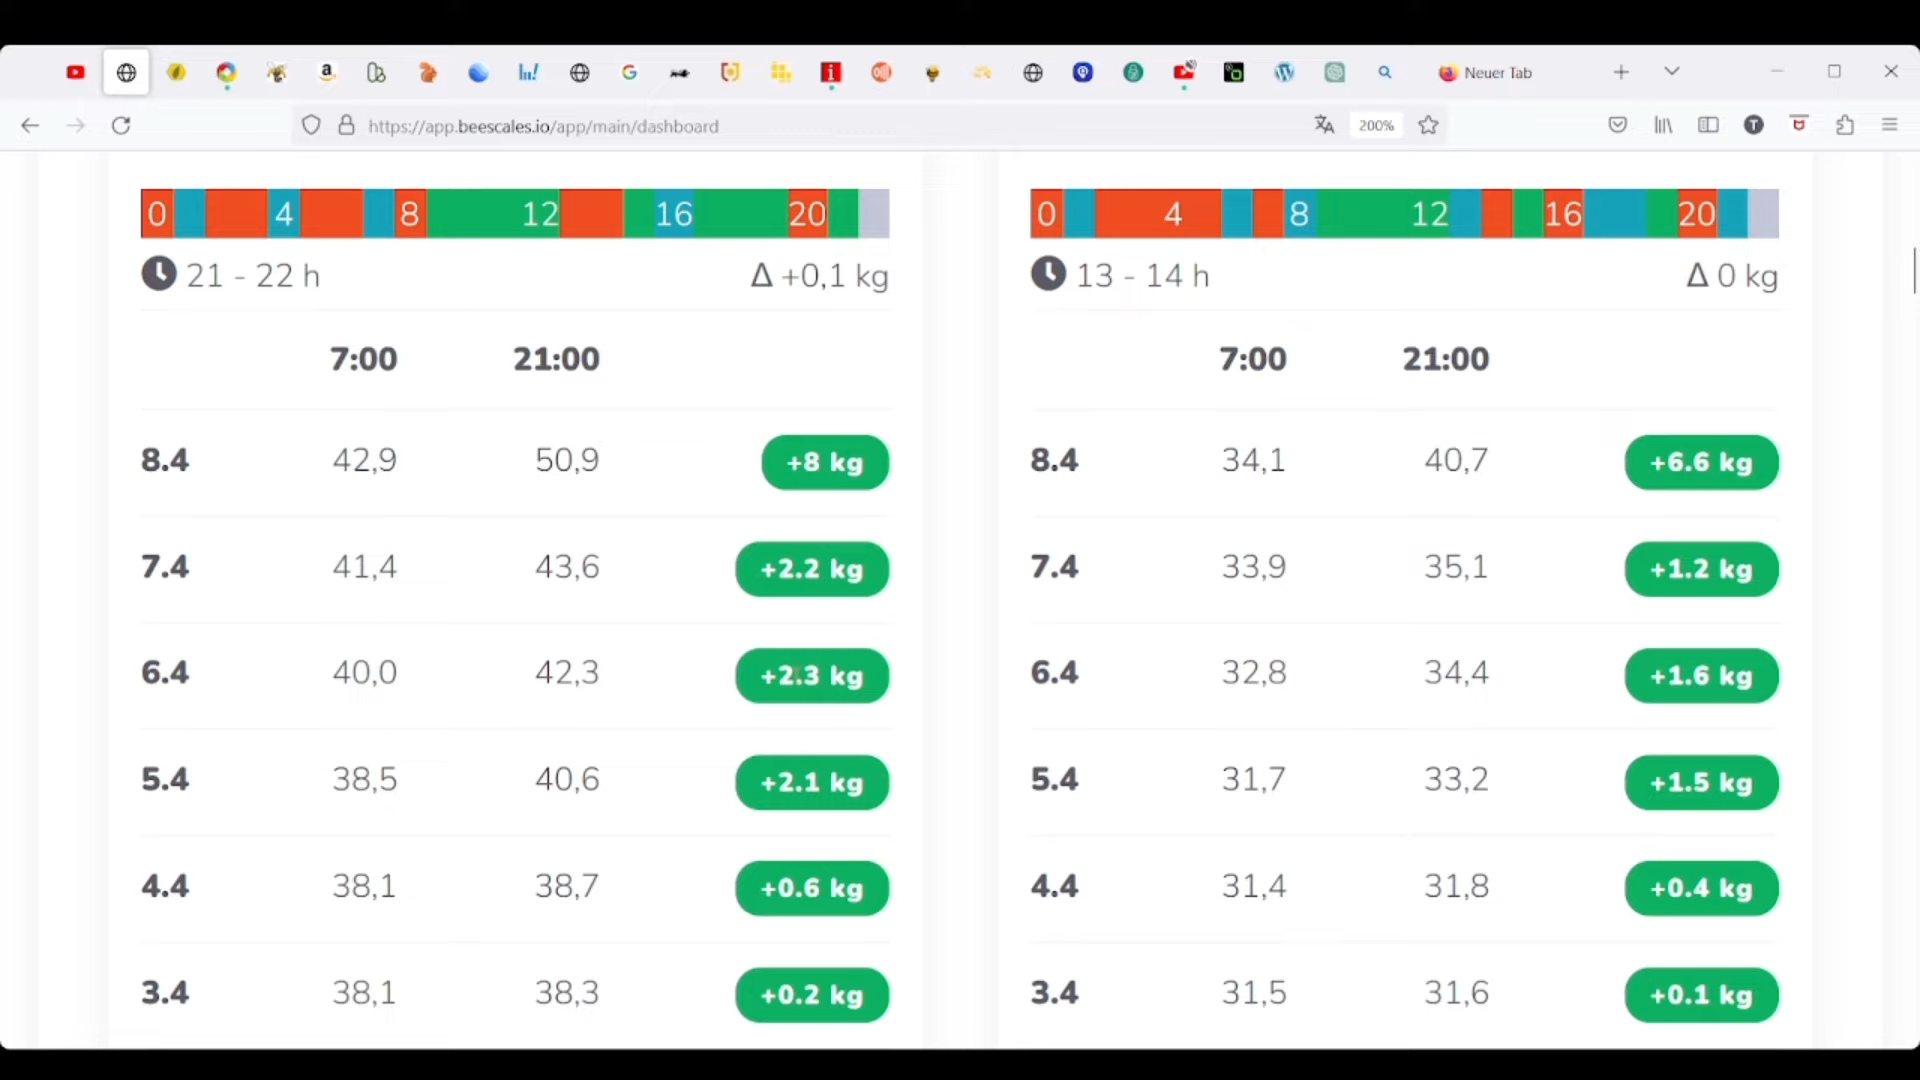 Neuer Tab
https://app.beescales.io/app/main/dashboard
200%
0 4 8 12 16 20
21 - 22 h Δ +0,1 kg
7:00 21:00
8.4 42,9 50,9 +8 kg
7.4 41,4 43,6 +2.2 kg
6.4 40,0 42,3 +2.3 kg
5.4 38,5 40,6 +2.1 kg
4.4 38,1 38,7 +0.6 kg
3.4 38,1 38,3 +0.2 kg
0 4 8 12 16 20
13 - 14 h Δ 0 kg
7:00 21:00
8.4 34,1 40,7 +6.6 kg
7.4 33,9 35,1 +1.2 kg
6.4 32,8 34,4 +1.6 kg
5.4 31,7 33,2 +1.5 kg
4.4 31,4 31,8 +0.4 kg
3.4 31,5 31,6 +0.1 kg